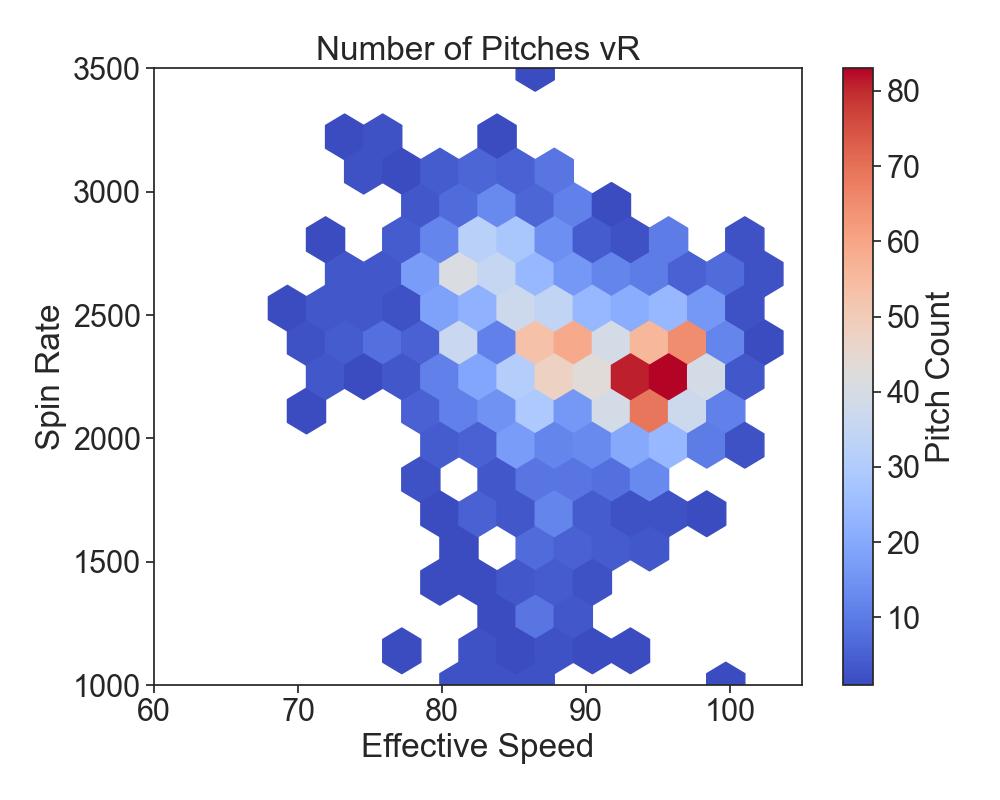 Number of Pitches vR
3500
3000
2500
2000
1500
1000
Spin Rate
60 70 80 90 100
Effective Speed
80
70
60
50
40
30
20
10
Pitch Count